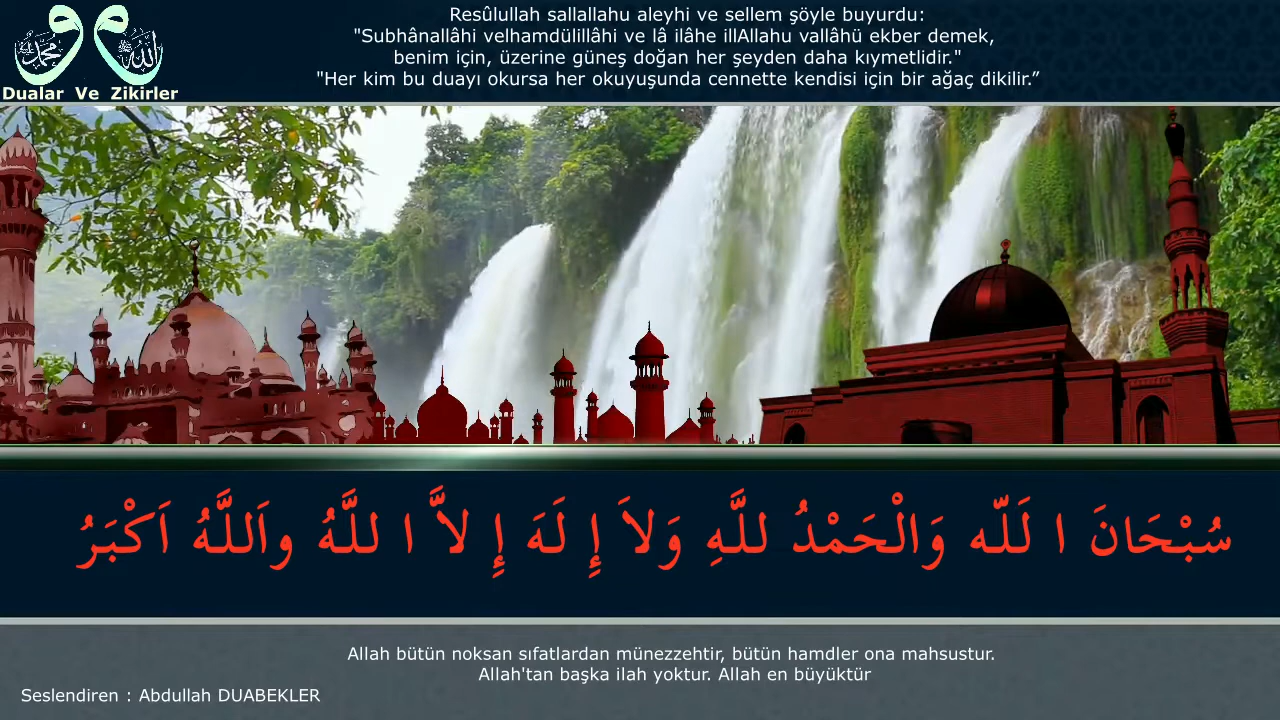 Resûlullah sallallahu aleyhi ve sellem şöyle buyurdu:
"Subhânallâhi velhamdülillâhi ve lâ ilâhe illAllahu vallâhü ekber demek,
benim için, üzerine güneş doğan her şeyden daha kıymetlidir."
"Her kim bu duayı okursa her okuyuşunda cennette kendisi için bir ağaç dikilir.”
محمد
الله
Dualar Ve Zikirler
سُبْحَانَ ا لَلّه وَالْحَمْدُ للَّهِ وَلاَ إِ لَهَ إِ لاَّ ا للَّهُ واَللَّهُ اَكْبَرُ
Allah bütün noksan sıfatlardan münezzehtir, bütün hamdler ona mahsustur.
Allah'tan başka ilah yoktur. Allah en büyüktür
Seslendiren : Abdullah DUABEKLER